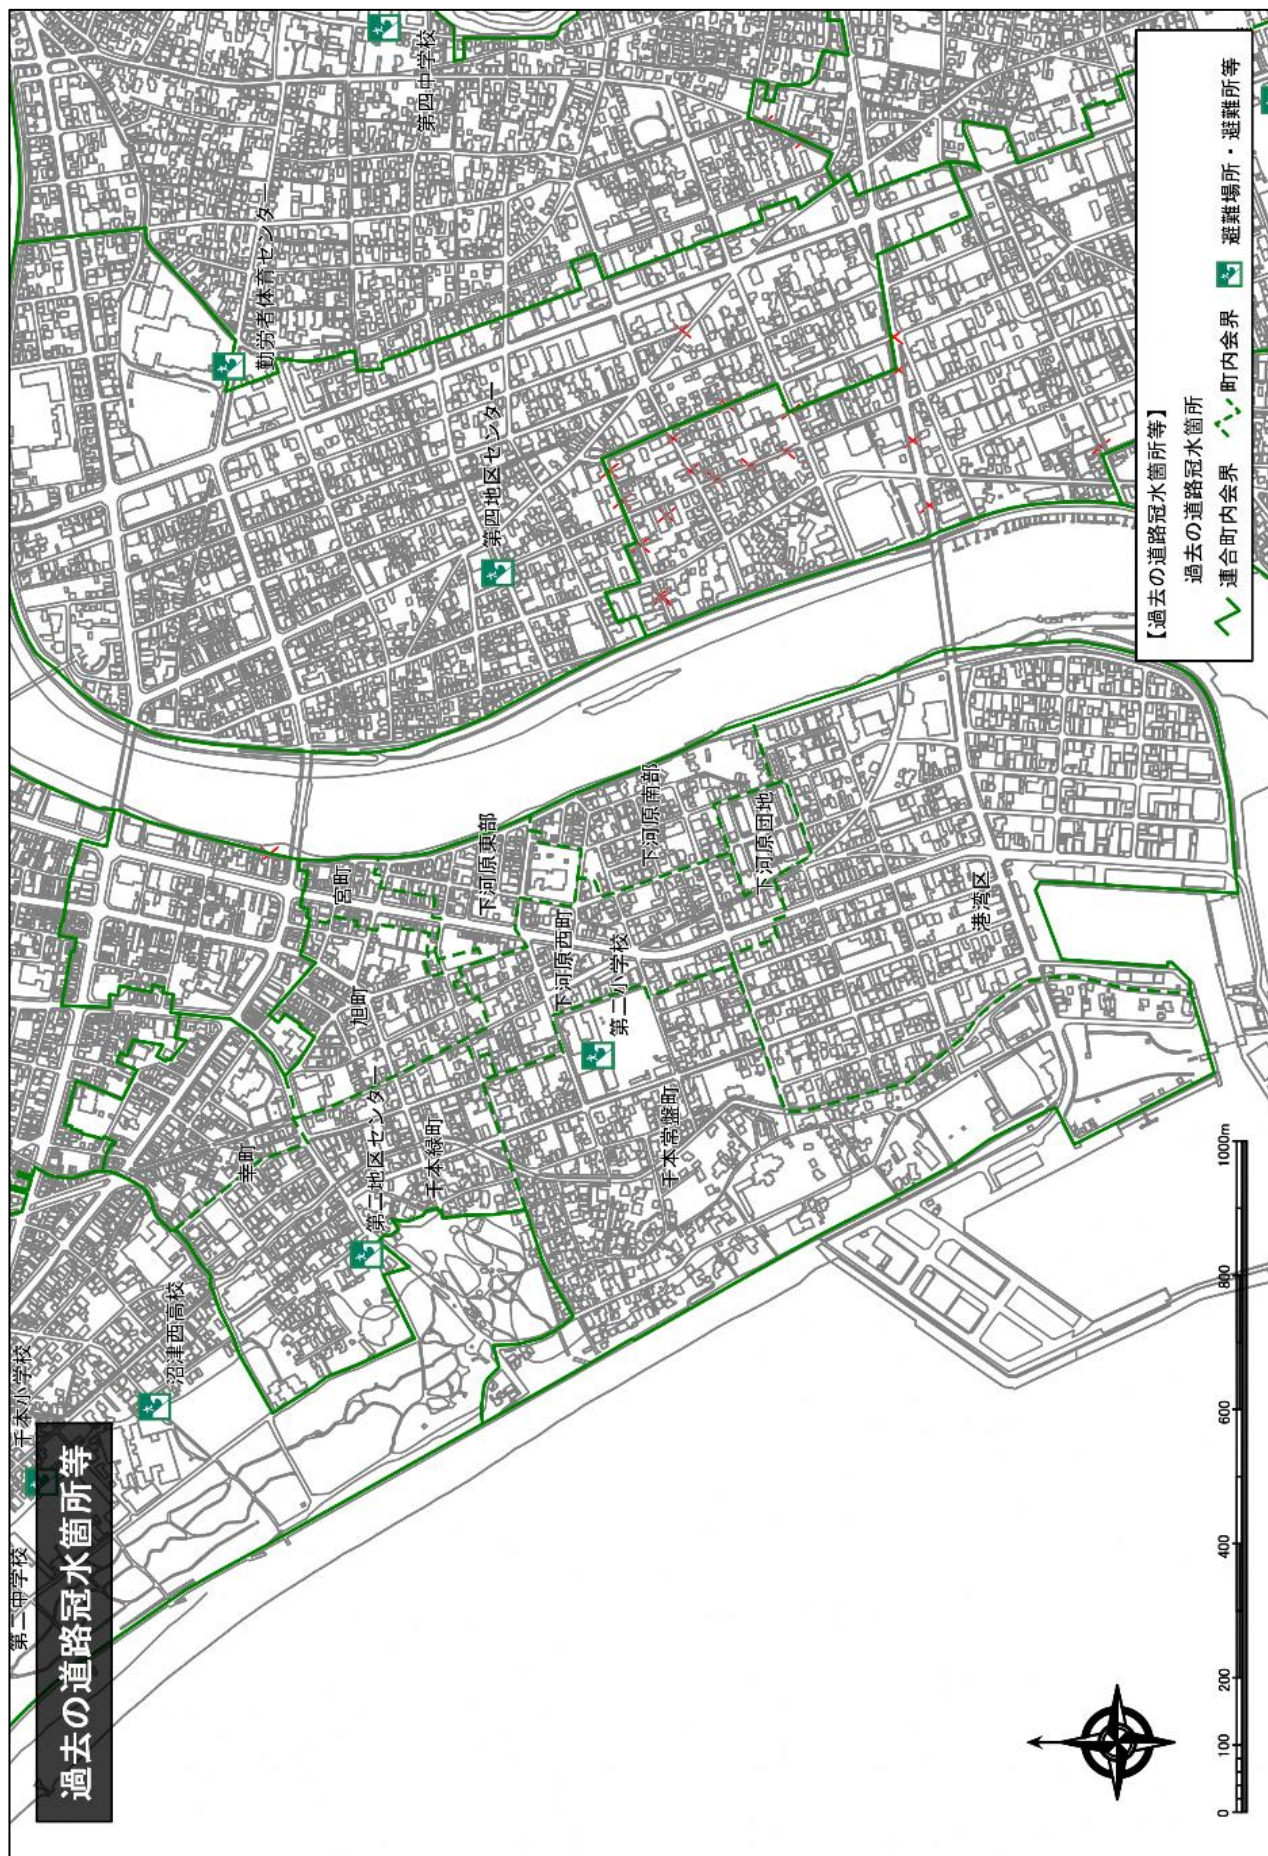 過去の道路冠水箇所等
第二中学校
千本小学校
沼津西高校
幸町
第二地区センター
千本緑町
旭町
宮町
下河原東部
下河原西町
第二小学校
千本常盤町
下河原南部
下河原団地
港湾区
勤労者体育センター
第四中学校
第四地区センター
【過去の道路冠水箇所等】
過去の道路冠水箇所
連合町内会界
町内会界
避難場所・避難所等
0
100
200
400
600
800
1000m